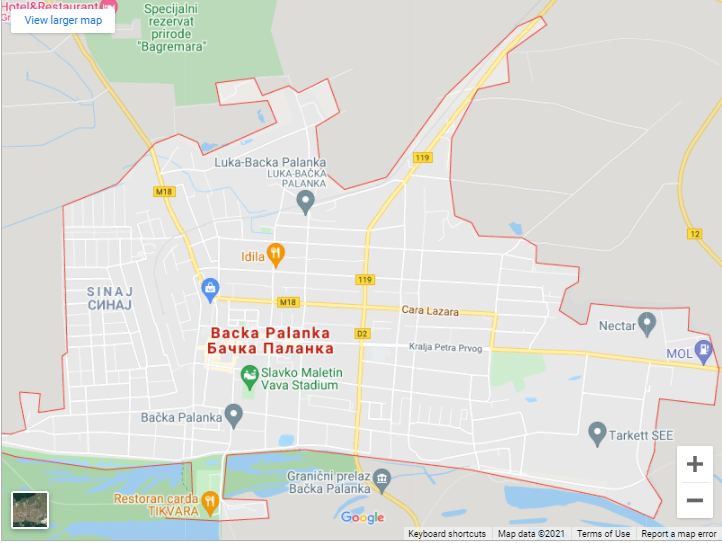 Hotel&Restaurant
View larger map
Specijalni
rezervat
prirode
"Bagremara"
119
Luka-Backa Palanka
LUKA-BAČKA
PALANKA
M18
12
Idila
119
SINAJ
СИНАЈ
M18
Cara Lazara
Backa Palanka
Бачка Паланка
D2
Nectar
Kralja Petra Prvog
MOL
Slavko Maletin
Vava Stadium
Bačka Palanka
Tarkett SEE
Granični prelaz
Bačka Palanka
Restoran čarda
TIKVARA
Google
Keyboard shortcuts
Map data ©2021
Terms of Use
Report a map error